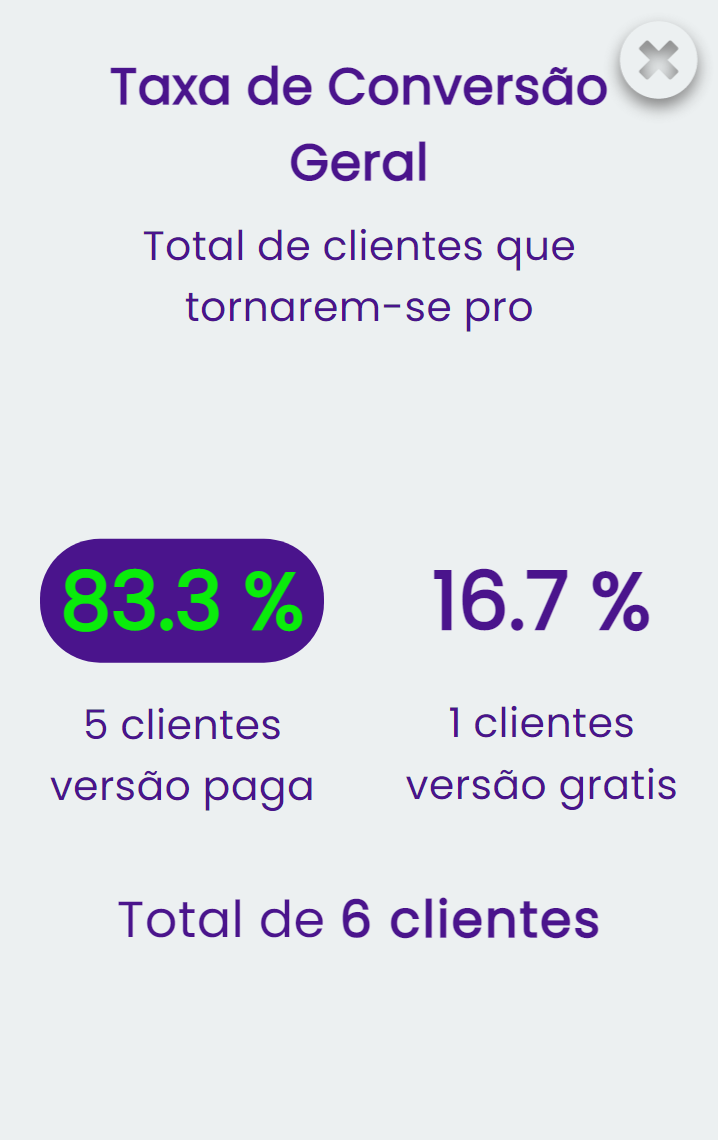 Taxa de Conversão
Geral
Total de clientes que
tornarem-se pro
83.3 %
16.7 %
5 clientes
versão paga
1 clientes
versão gratis
Total de 6 clientes